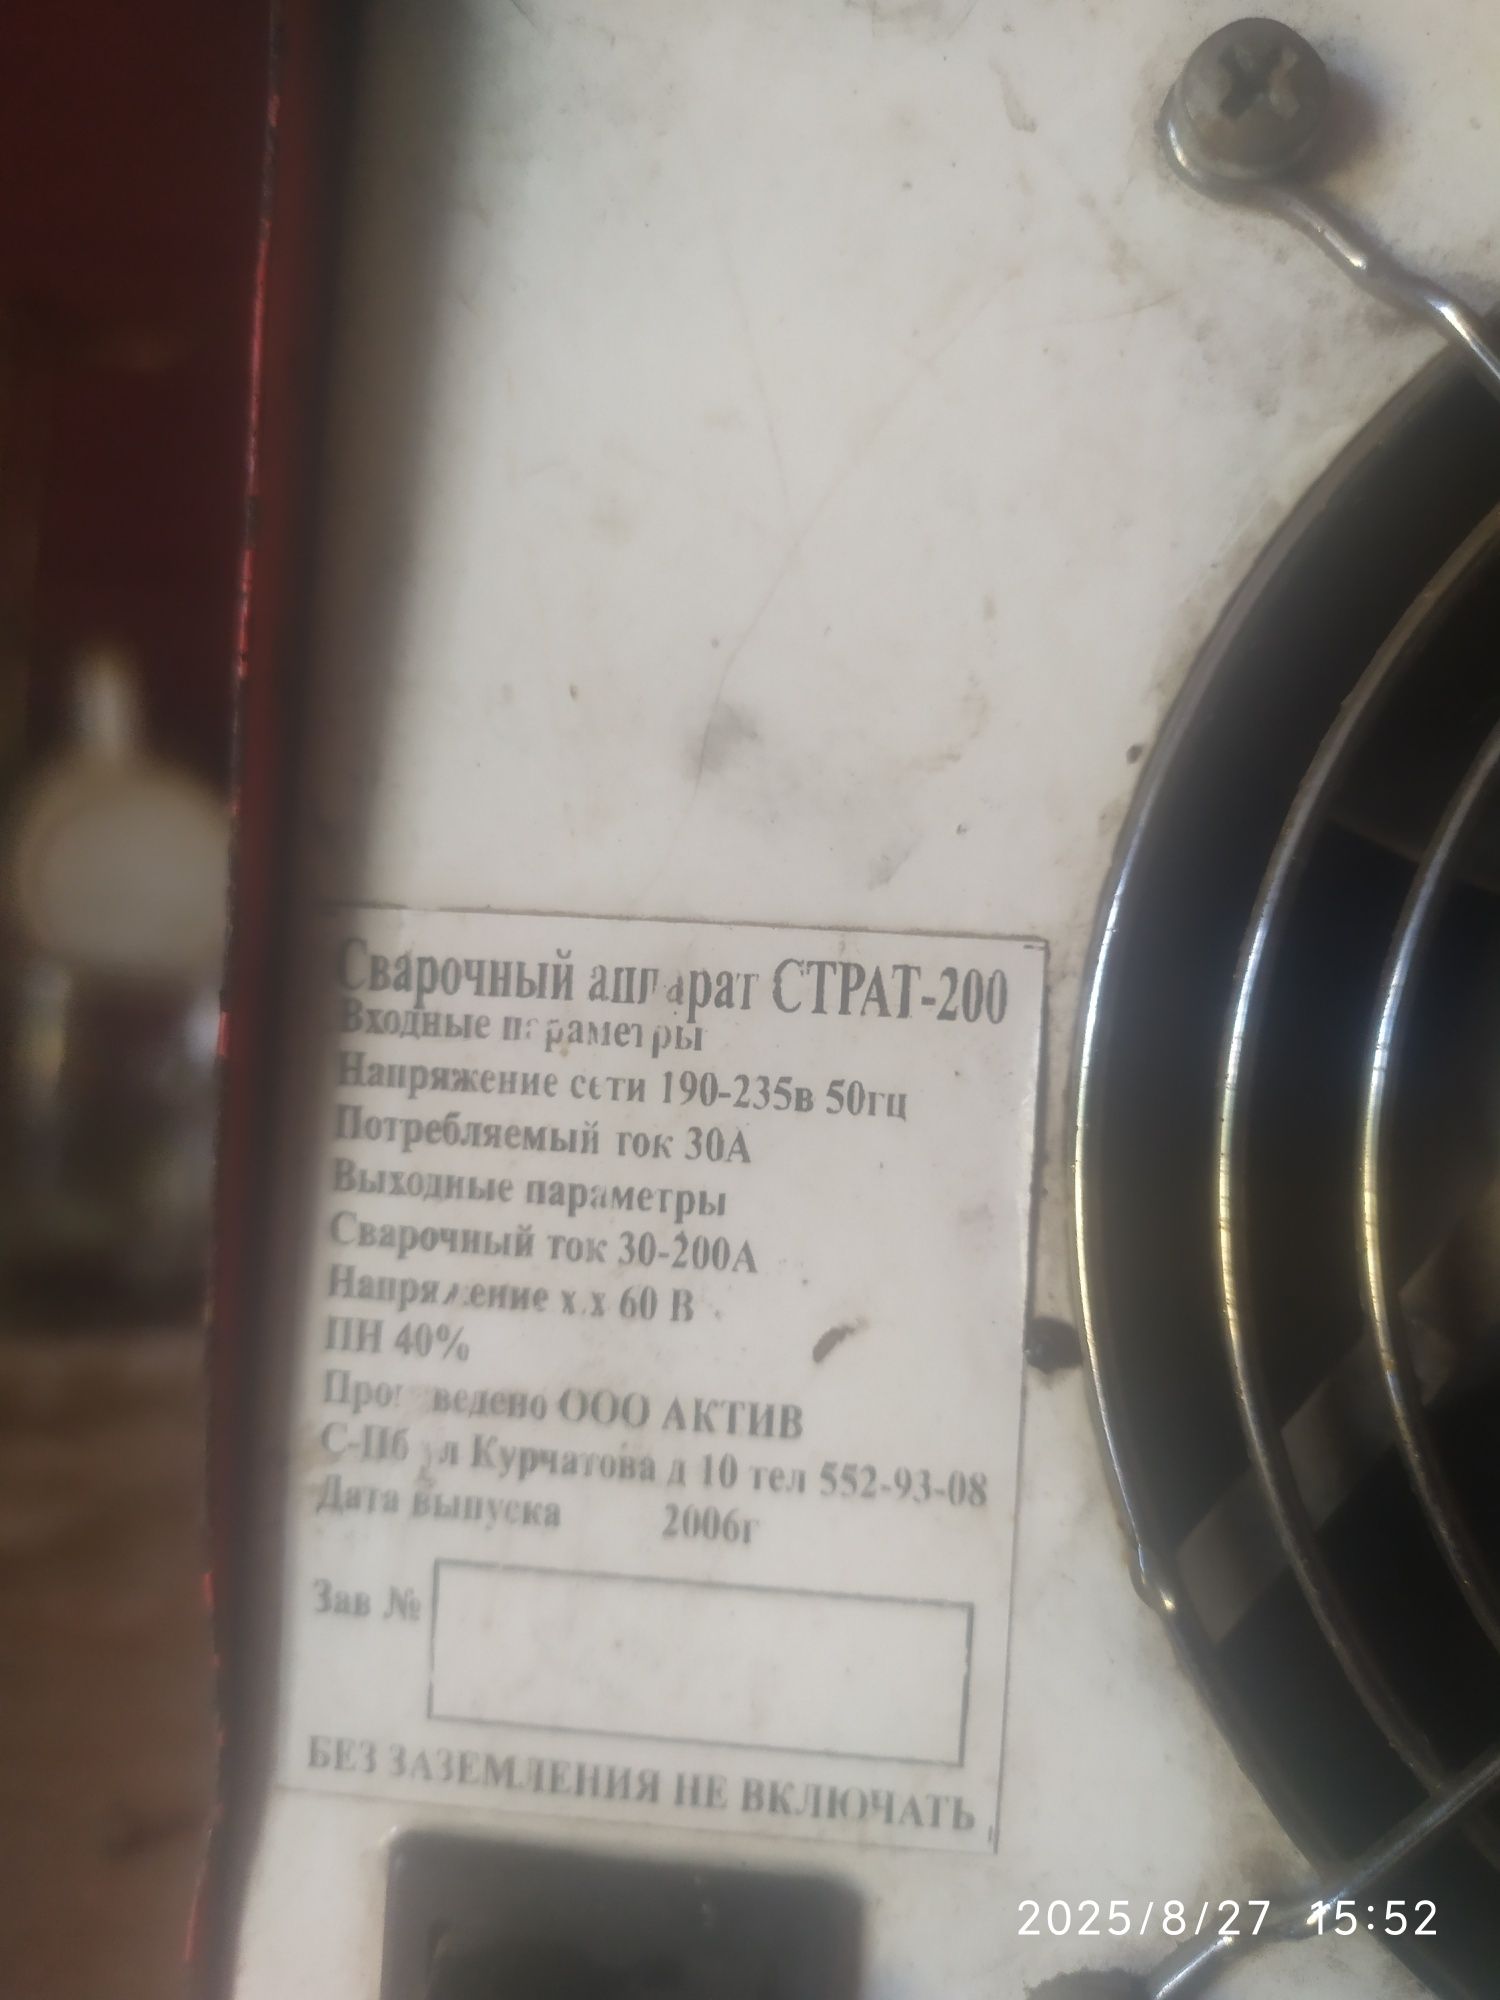 Сварочный аппарат СТРАТ-200
Входные параметры
Напряжение сети 190-235в 50гц
Потребляемый ток 30А
Выходные параметры
Сварочный ток 30-200А
Напряжение х.х 60 В
ПН 40%
Произведено ООО АКТИВ
С-Пб ул Курчатова д 10 тел 552-93-08
Дата выпуска 2006г
Зав №
БЕЗ ЗАЗЕМЛЕНИЯ НЕ ВКЛЮЧАТЬ
2025/8/27 15:52